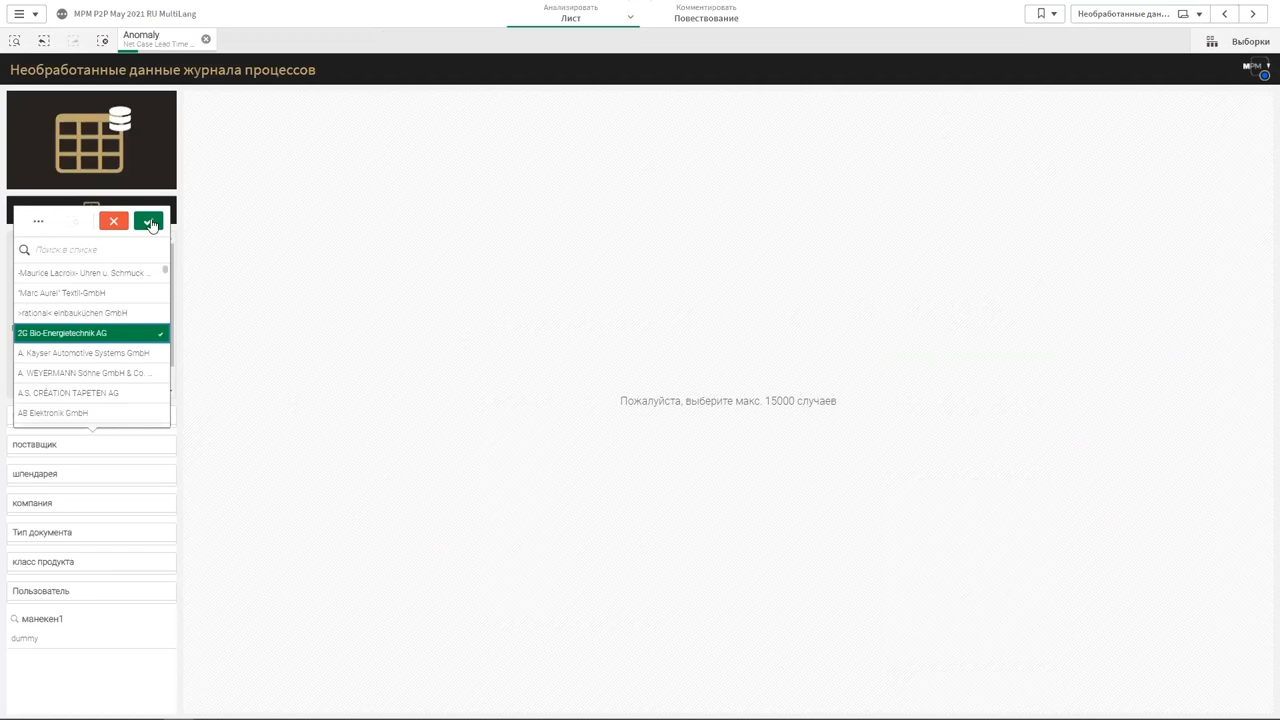 MPM P2P May 2021 RU MultiLang
Анализировать
Лист
Комментировать
Повествование
Необработанные дан...
Anomaly
Net Case Lead Time ...
Выборки
Необработанные данные журнала процессов
MPM
Поиск в списке
-Maurice Lacroix- Uhren u. Schmuck ...
"Marc Aurel" Textil-GmbH
>rational< einbauküchen GmbH
2G Bio-Energietechnik AG
A. Kayser Automotive Systems GmbH
A. WEYERMANN Söhne GmbH & Co. ...
A.S. CRÉATION TAPETEN AG
AB Elektronik GmbH
Пожалуйста, выберите макс. 15000 случаев
поставщик
шпендарея
компания
Тип документа
класс продукта
Пользователь
манекен1
dummy